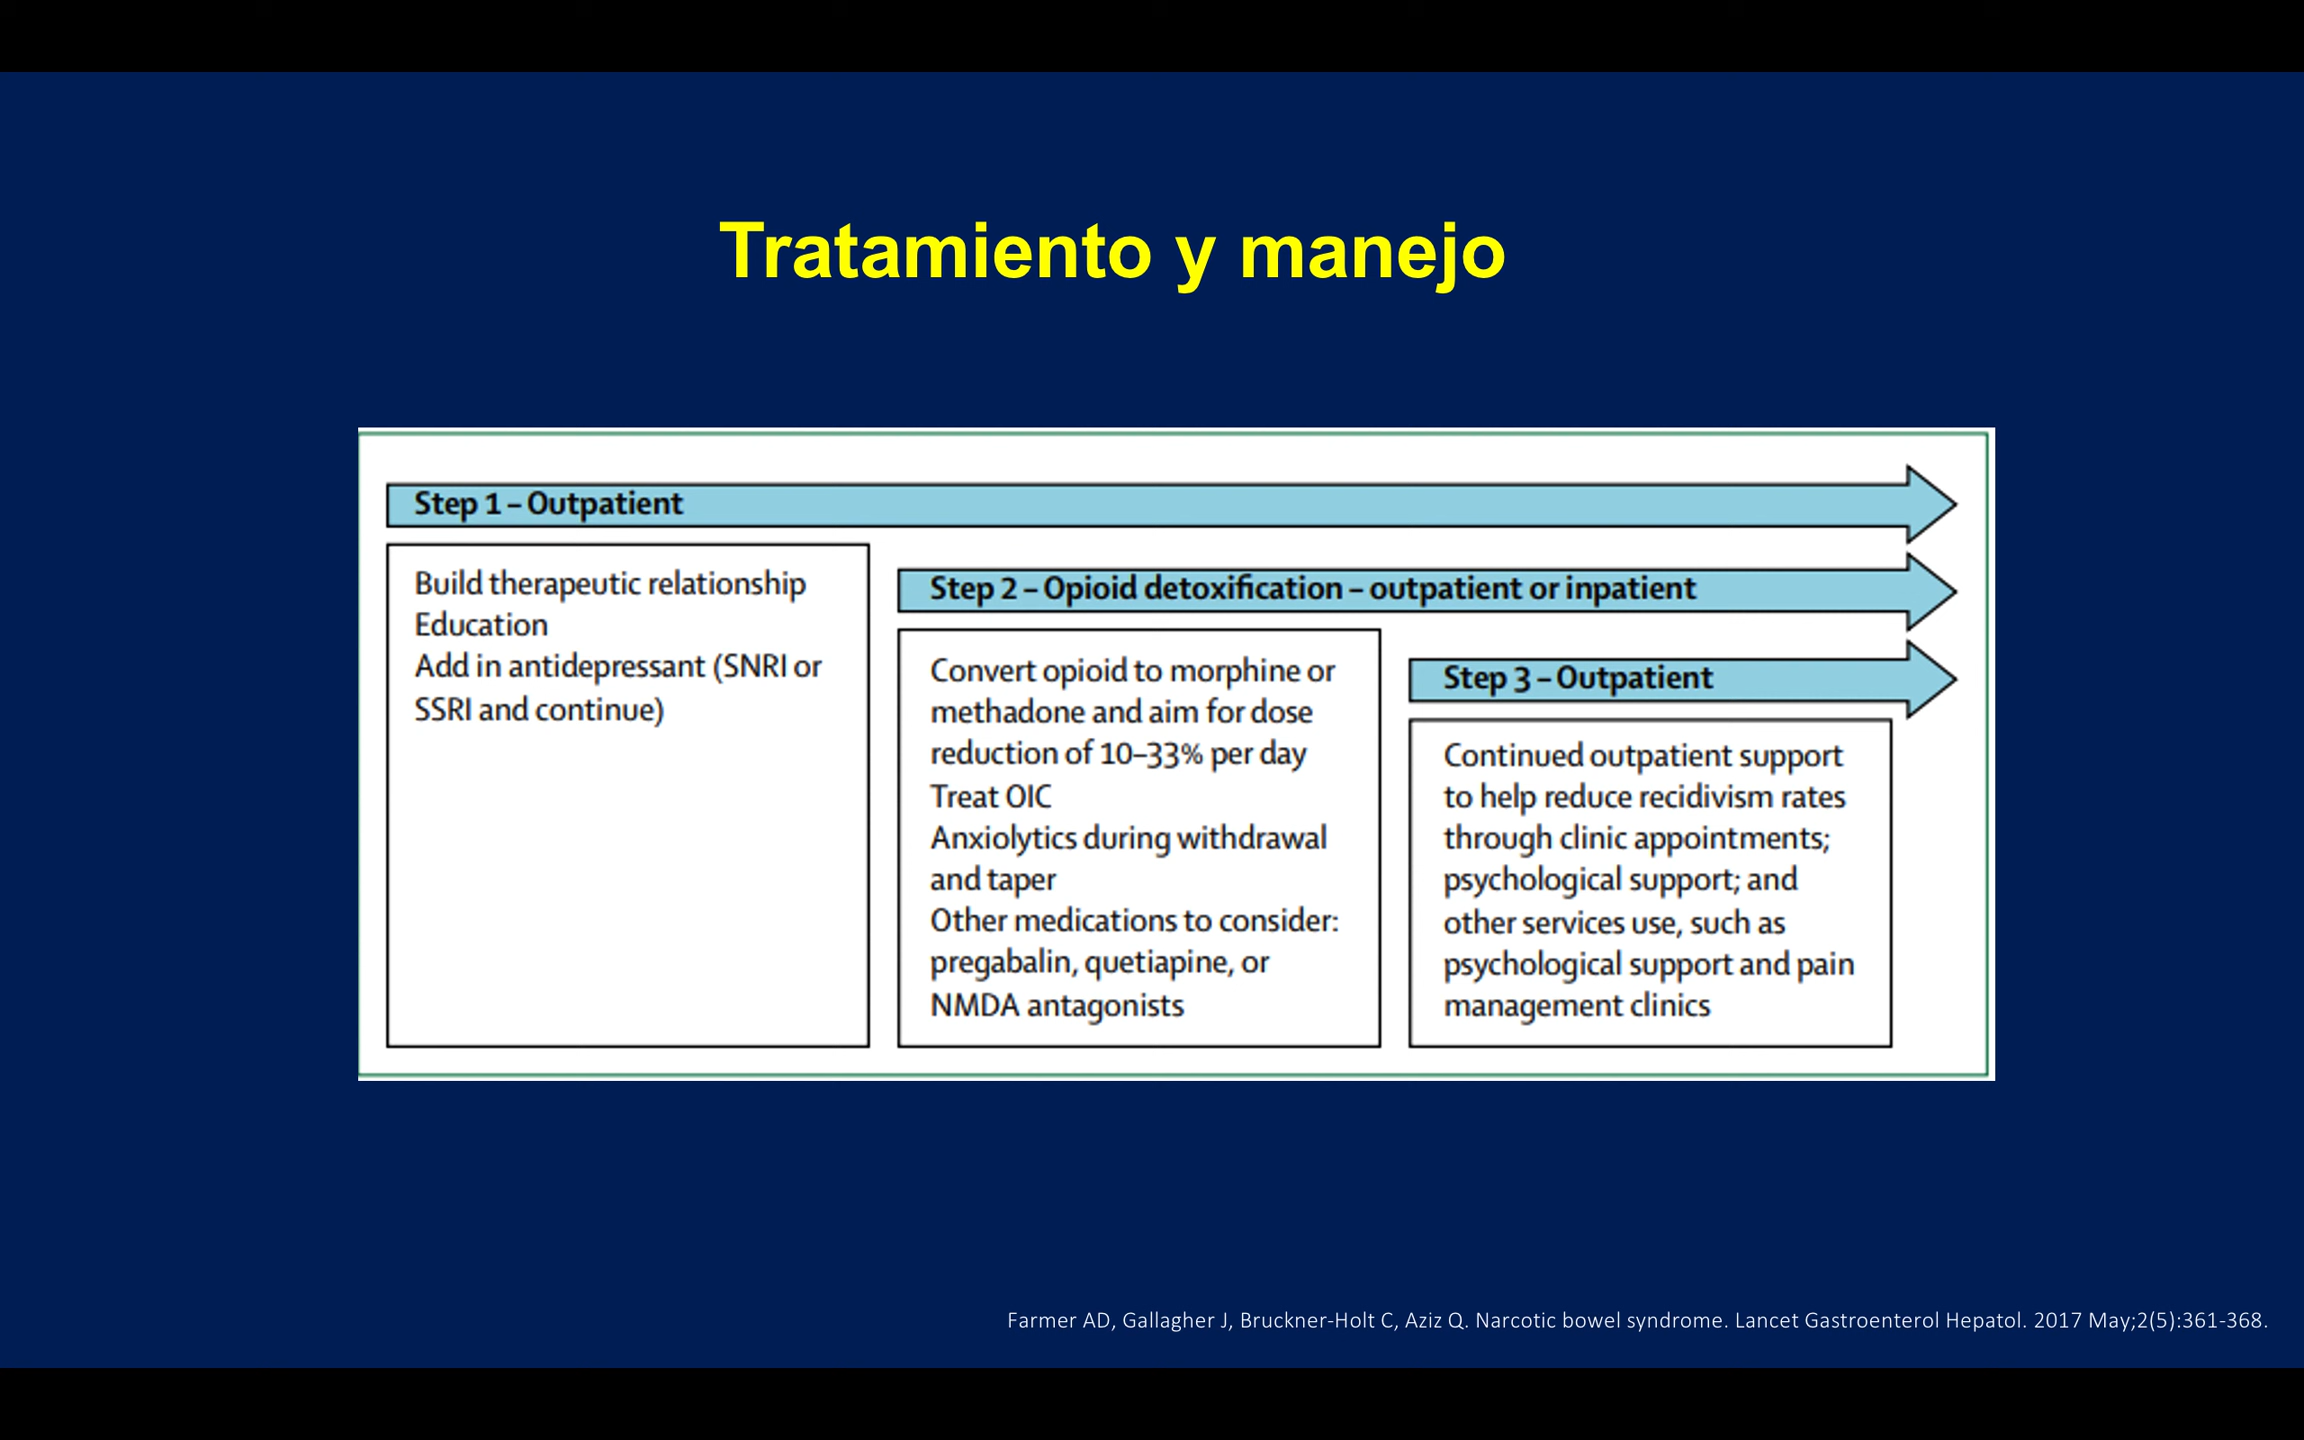 Tratamiento y manejo
Step 1 – Outpatient
Build therapeutic relationship
Education
Add in antidepressant (SNRI or
SSRI and continue)
Step 2 – Opioid detoxification – outpatient or inpatient
Convert opioid to morphine or
methadone and aim for dose
reduction of 10–33% per day
Treat OIC
Anxiolytics during withdrawal
and taper
Other medications to consider:
pregabalin, quetiapine, or
NMDA antagonists
Step 3 – Outpatient
Continued outpatient support
to help reduce recidivism rates
through clinic appointments;
psychological support; and
other services use, such as
psychological support and pain
management clinics
Farmer AD, Gallagher J, Bruckner-Holt C, Aziz Q. Narcotic bowel syndrome. Lancet Gastroenterol Hepatol. 2017 May;2(5):361-368.